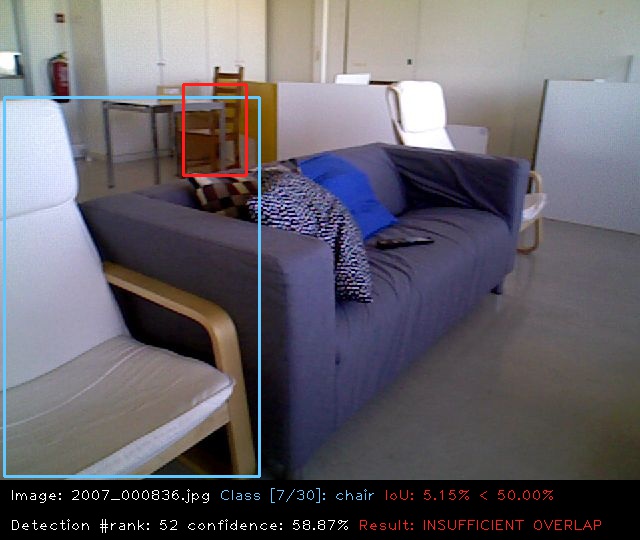 Image: 2007_000836.jpg Class [7/30]: chair IoU: 5.15% < 50.00%
Detection #rank: 52 confidence: 58.87% Result: INSUFFICIENT OVERLAP